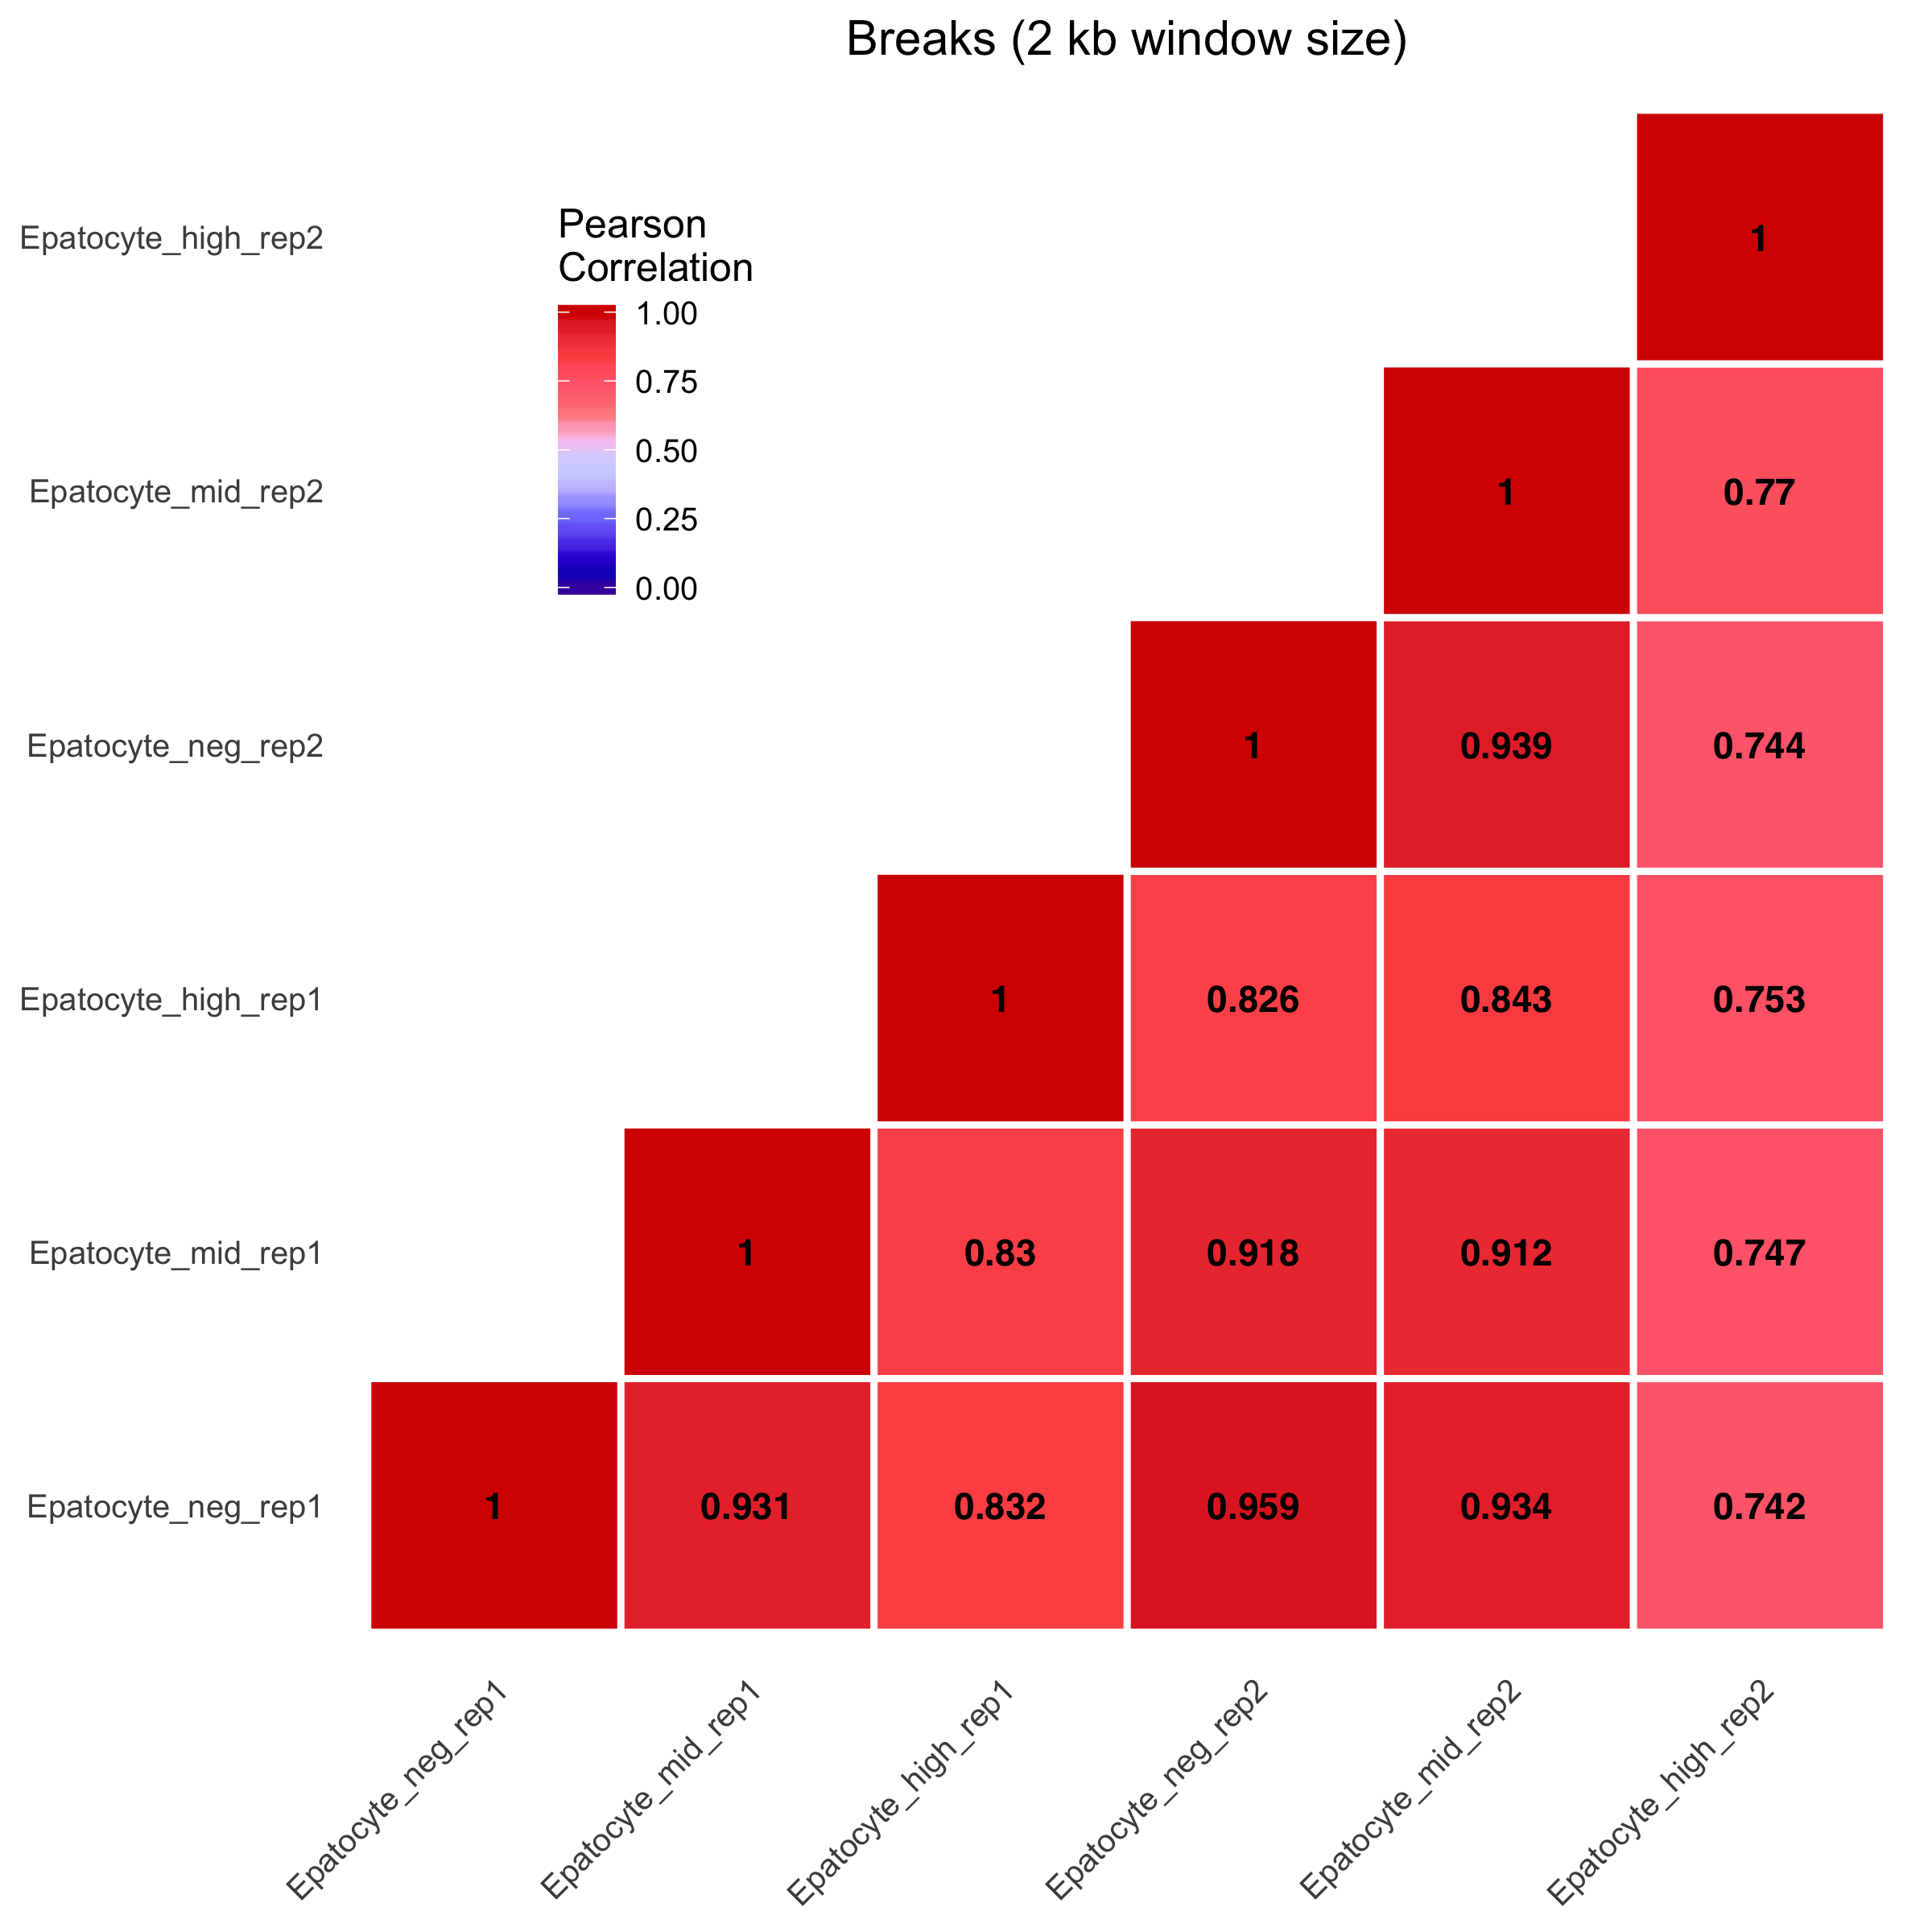 Breaks (2 kb window size)
Pearson
Correlation
1.00
0.75
0.50
0.25
0.00
Epatocyte_high_rep2
1
Epatocyte_mid_rep2
1 0.77
Epatocyte_neg_rep2
1 0.939 0.744
Epatocyte_high_rep1
1 0.826 0.843 0.753
Epatocyte_mid_rep1
1 0.83 0.918 0.912 0.747
Epatocyte_neg_rep1
1 0.931 0.832 0.959 0.934 0.742
Epatocyte_neg_rep1
Epatocyte_mid_rep1
Epatocyte_high_rep1
Epatocyte_neg_rep2
Epatocyte_mid_rep2
Epatocyte_high_rep2